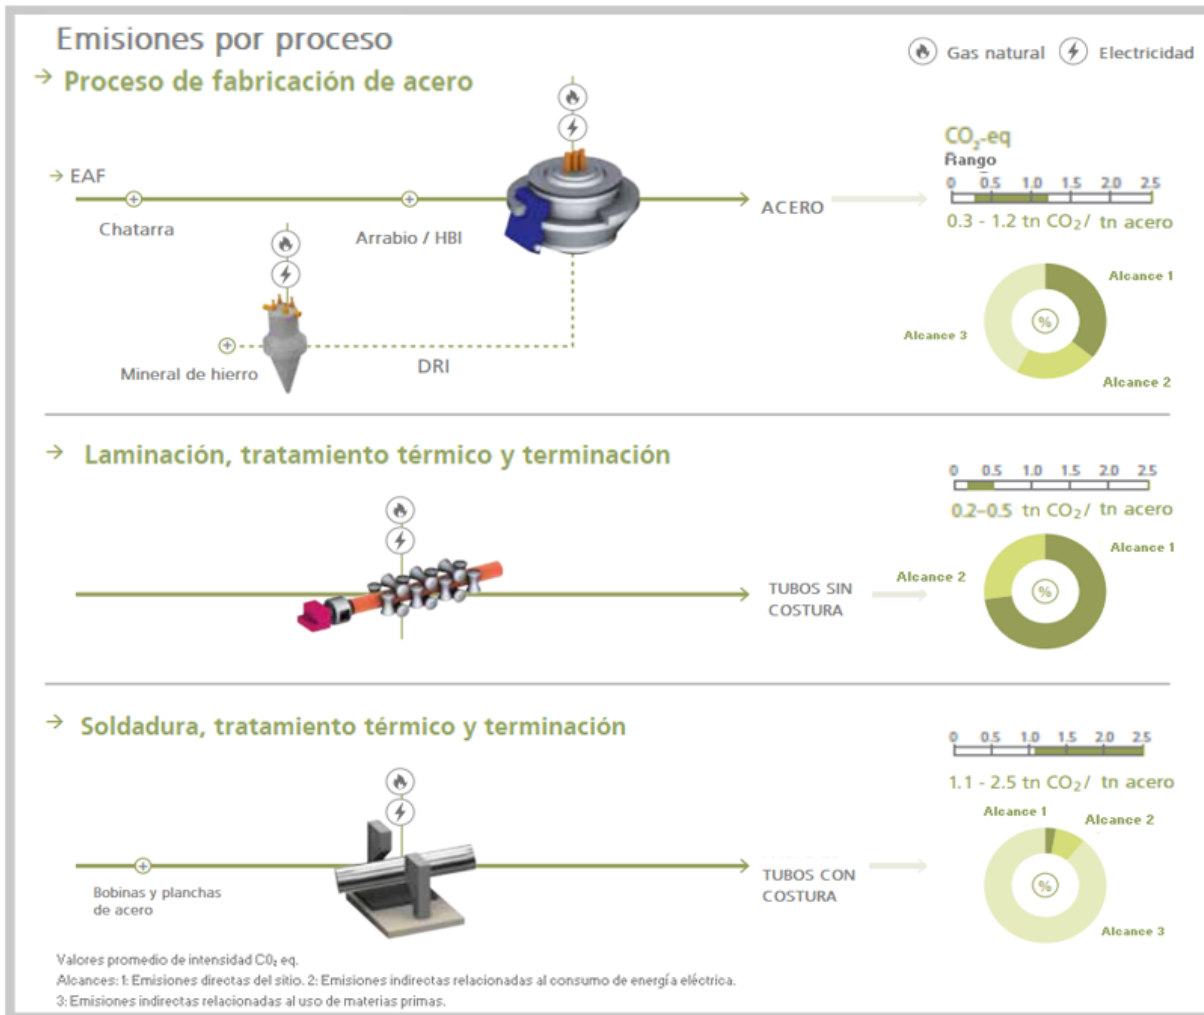 Emisiones por proceso
Gas natural
Electricidad
→ Proceso de fabricación de acero
→ EAF
Chatarra
Arrabio / HBI
ACERO
Mineral de hierro
DRI
CO₂-eq
Rango
0 0.5 1.0 1.5 2.0 2.5
0.3 - 1.2 tn CO₂/ tn acero
Alcance 1
Alcance 3
%
Alcance 2
→ Laminación, tratamiento térmico y terminación
TUBOS SIN
COSTURA
0 0.5 1.0 1.5 2.0 2.5
0.2–0.5 tn CO₂/ tn acero
Alcance 1
Alcance 2
%
→ Soldadura, tratamiento térmico y terminación
Bobinas y planchas
de acero
TUBOS CON
COSTURA
0 0.5 1.0 1.5 2.0 2.5
1.1 - 2.5 tn CO₂/ tn acero
Alcance 1
Alcance 2
%
Alcance 3
Valores promedio de intensidad C0₂ eq.
Alcances: 1: Emisiones directas del sitio. 2: Emisiones indirectas relacionadas al consumo de energía eléctrica.
3: Emisiones indirectas relacionadas al uso de materias primas.